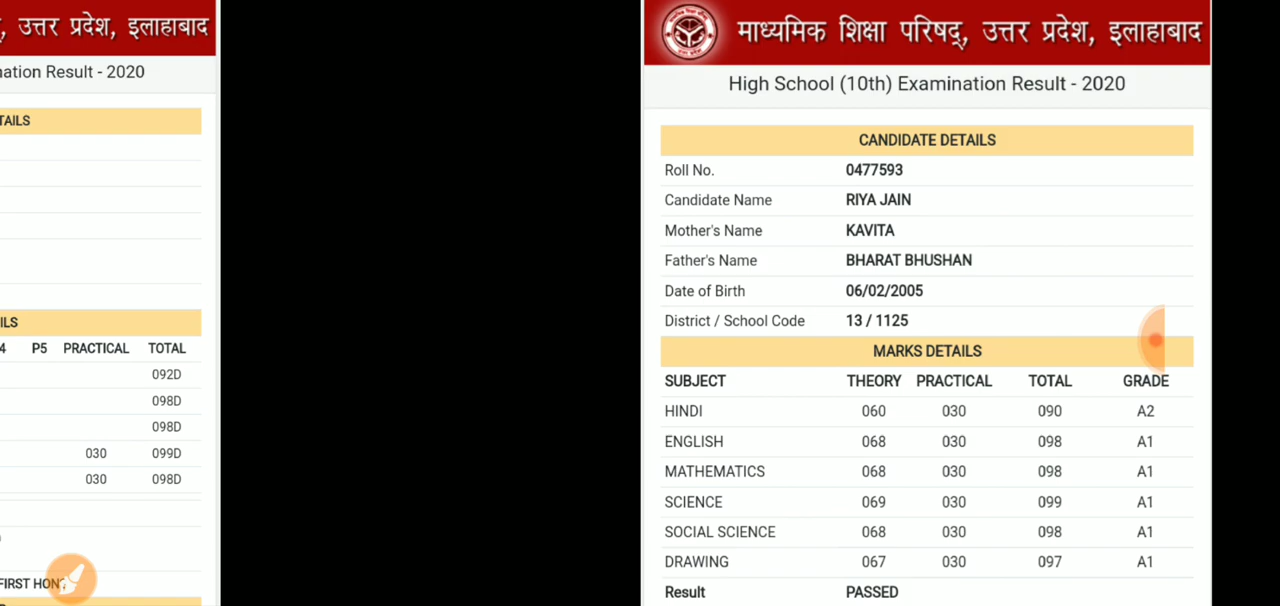 , उत्तर प्रदेश, इलाहाबाद
Result - 2020
P5 PRACTICAL TOTAL
092D
098D
098D
030 099D
030 098D
FIRST
माध्यमिक शिक्षा परिषद्, उत्तर प्रदेश, इलाहाबाद
High School (10th) Examination Result - 2020
CANDIDATE DETAILS
Roll No. 0477593
Candidate Name RIYA JAIN
Mother's Name KAVITA
Father's Name BHARAT BHUSHAN
Date of Birth 06/02/2005
District / School Code 13 / 1125
MARKS DETAILS
SUBJECT THEORY PRACTICAL TOTAL GRADE
HINDI 060 030 090 A2
ENGLISH 068 030 098 A1
MATHEMATICS 068 030 098 A1
SCIENCE 069 030 099 A1
SOCIAL SCIENCE 068 030 098 A1
DRAWING 067 030 097 A1
Result PASSED